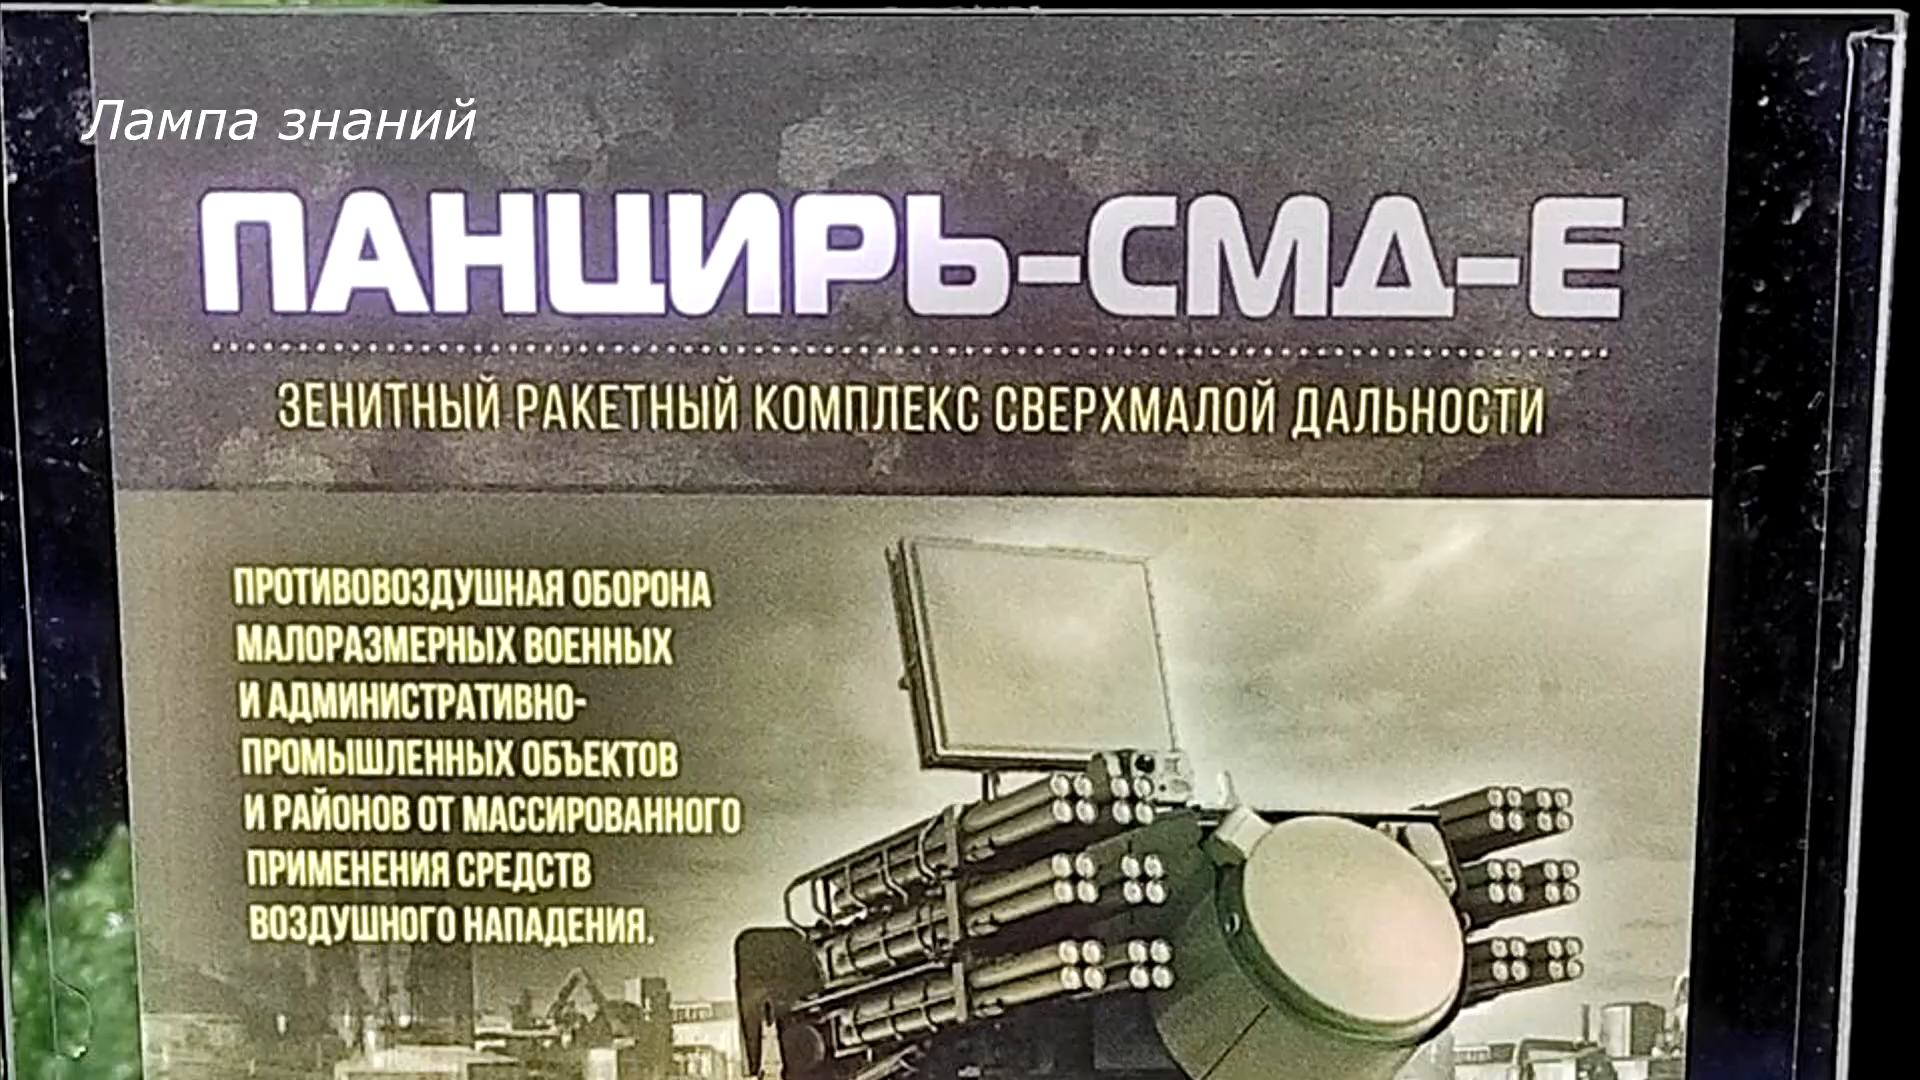 Лампа знаний
ПАНЦИРЬ-СМД-Е
ЗЕНИТНЫЙ РАКЕТНЫЙ КОМПЛЕКС СВЕРХМАЛОЙ ДАЛЬНОСТИ
ПРОТИВОВОЗДУШНАЯ ОБОРОНА
МАЛОРАЗМЕРНЫХ ВОЕННЫХ
И АДМИНИСТРАТИВНО-
ПРОМЫШЛЕННЫХ ОБЪЕКТОВ
И РАЙОНОВ ОТ МАССИРОВАННОГО
ПРИМЕНЕНИЯ СРЕДСТВ
ВОЗДУШНОГО НАПАДЕНИЯ.